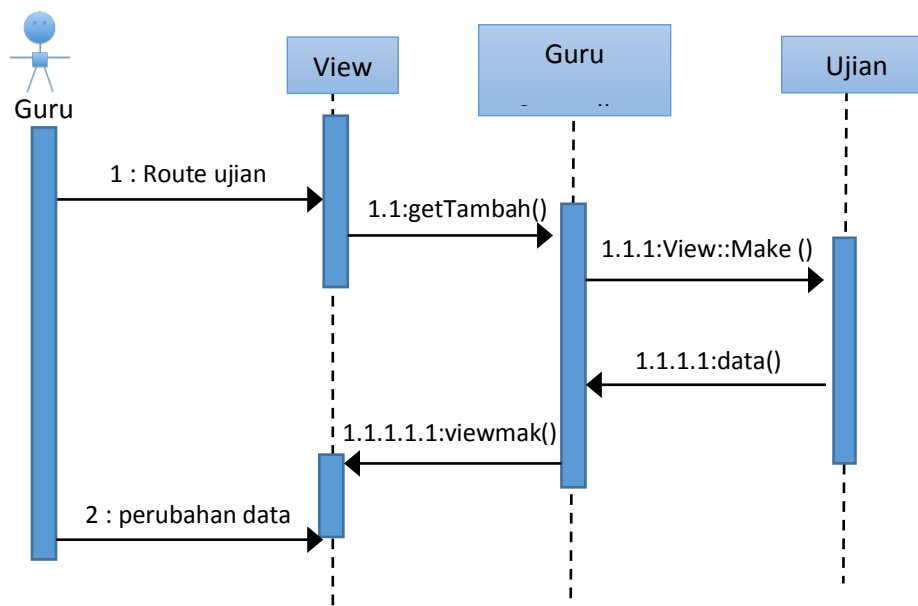 Guru
View
Guru
Ujian
1 : Route ujian
1.1:getTambah()
1.1.1:View::Make ()
1.1.1.1:data()
1.1.1.1.1:viewmak()
2 : perubahan data